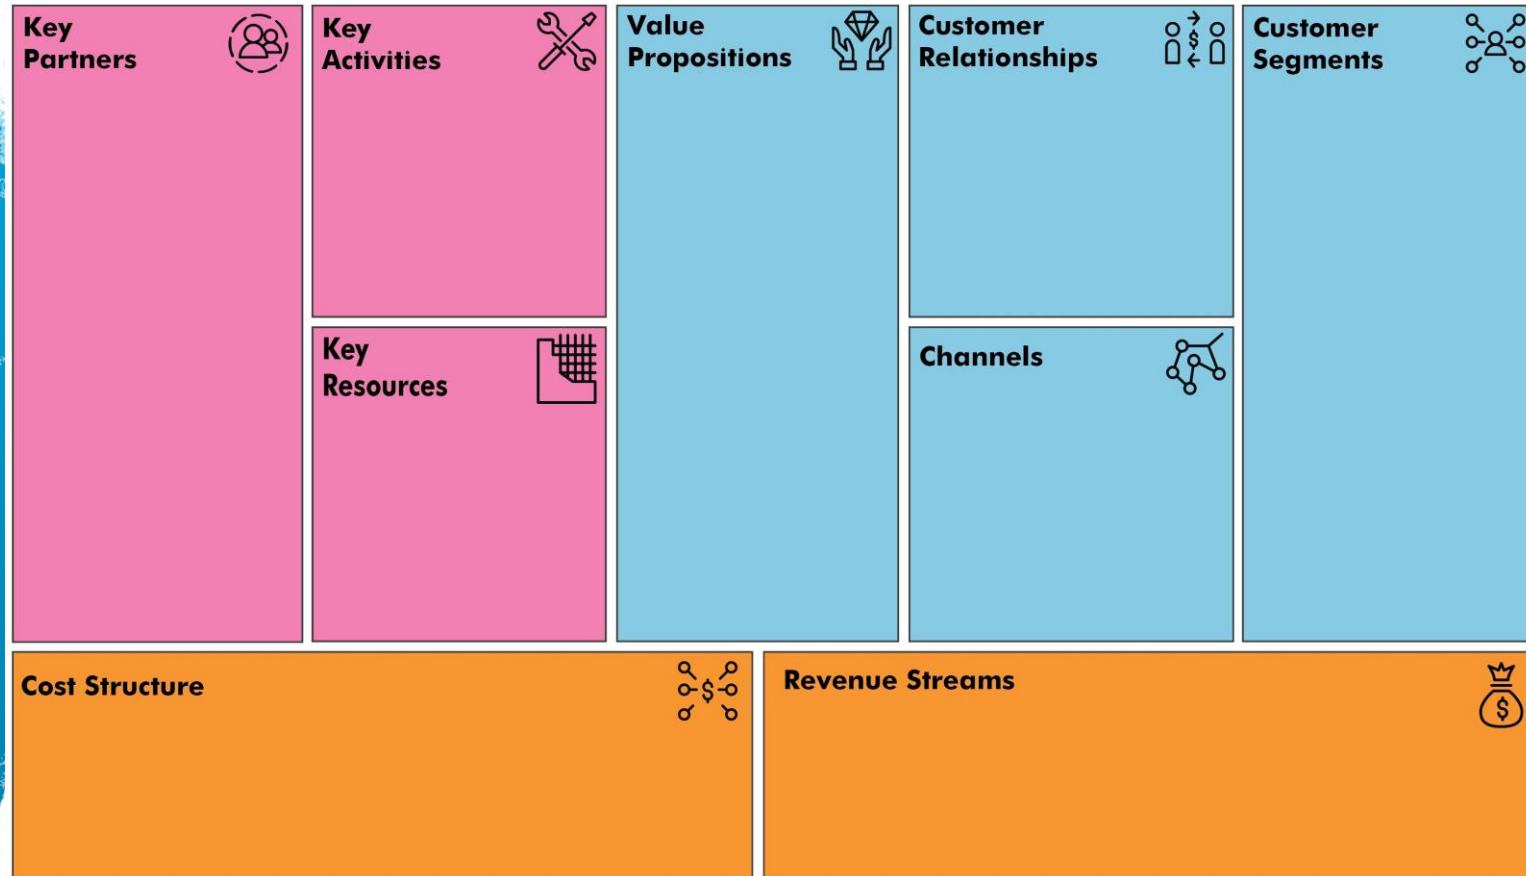 Key
Partners
Key
Activities
Value
Propositions
Customer
Relationships
Customer
Segments
Key
Resources
Channels
Cost Structure
Revenue Streams
$
$
$